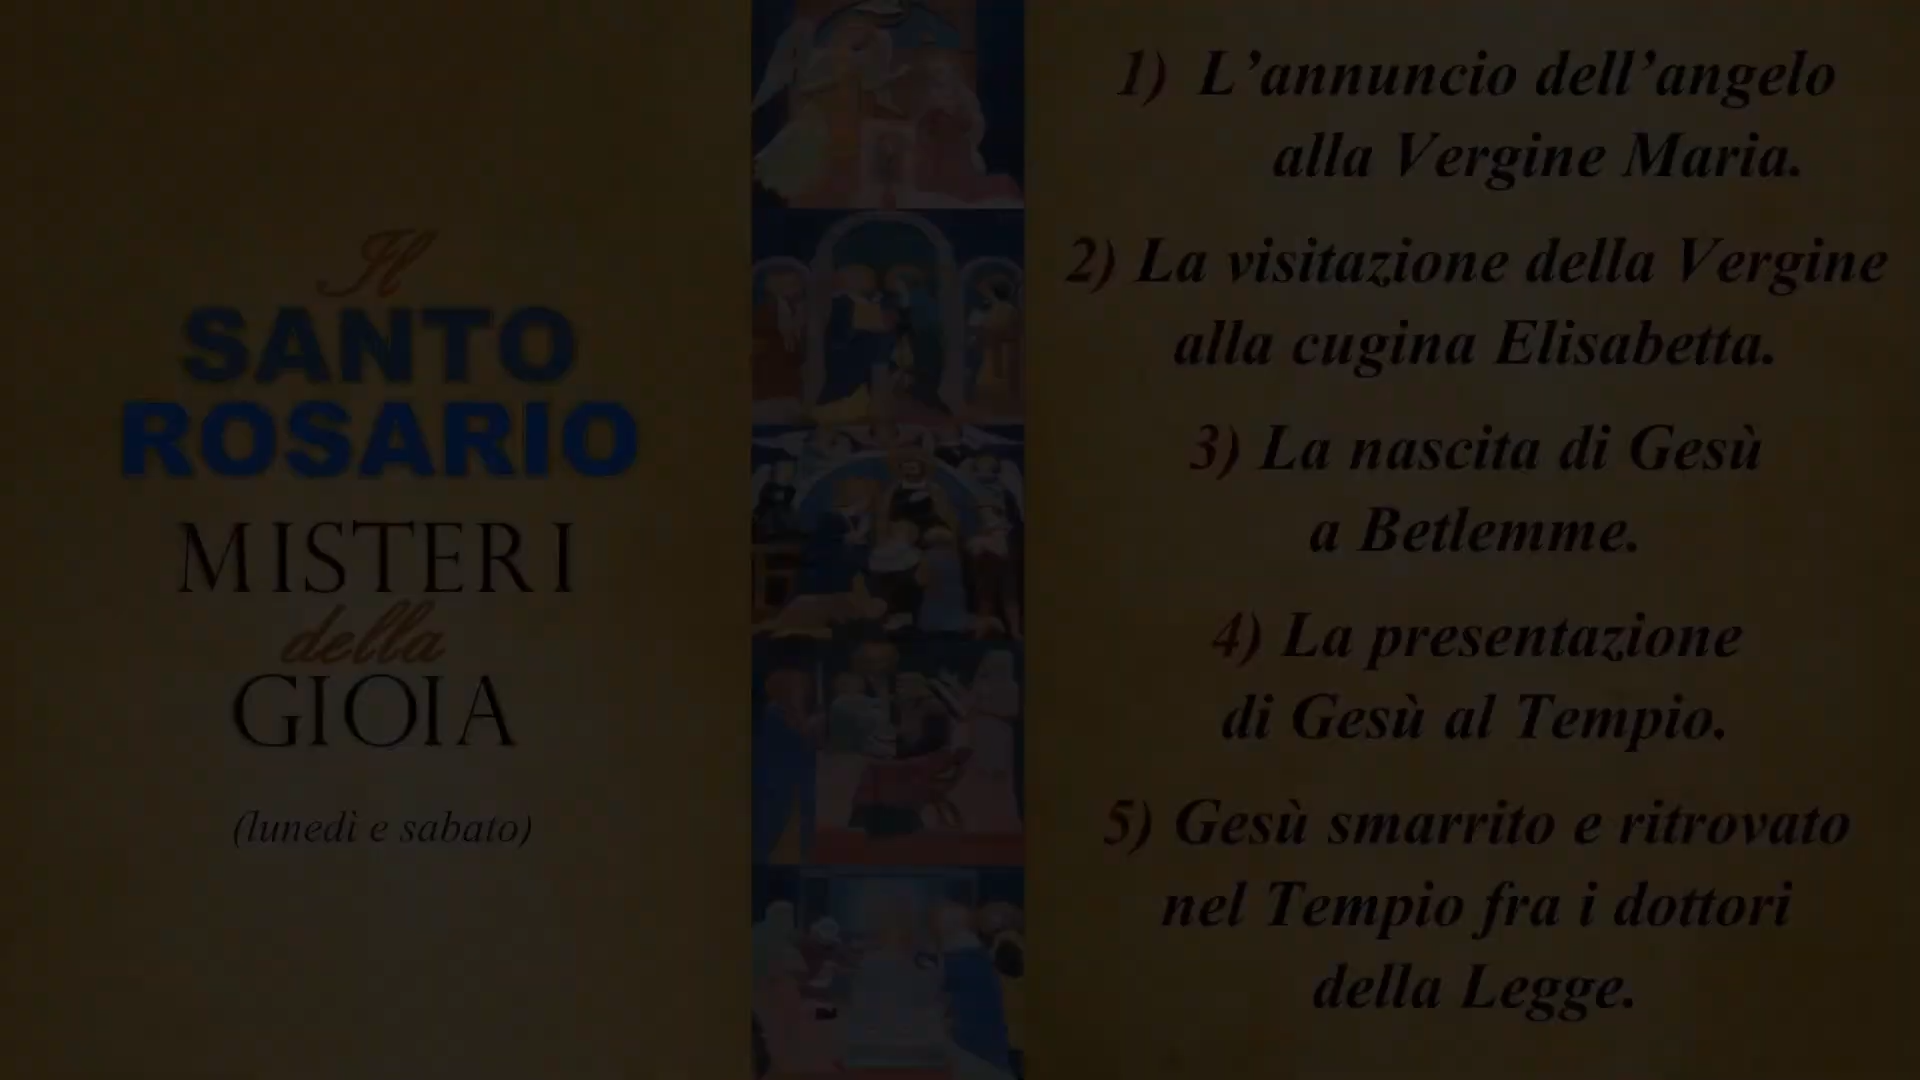 Il
SANTO
ROSARIO
MISTERI
della
GIOIA
(lunedì e sabato)
1) L’annuncio dell’angelo
alla Vergine Maria.
2) La visitazione della Vergine
alla cugina Elisabetta.
3) La nascita di Gesù
a Betlemme.
4) La presentazione
di Gesù al Tempio.
5) Gesù smarrito e ritrovato
nel Tempio fra i dottori
della Legge.